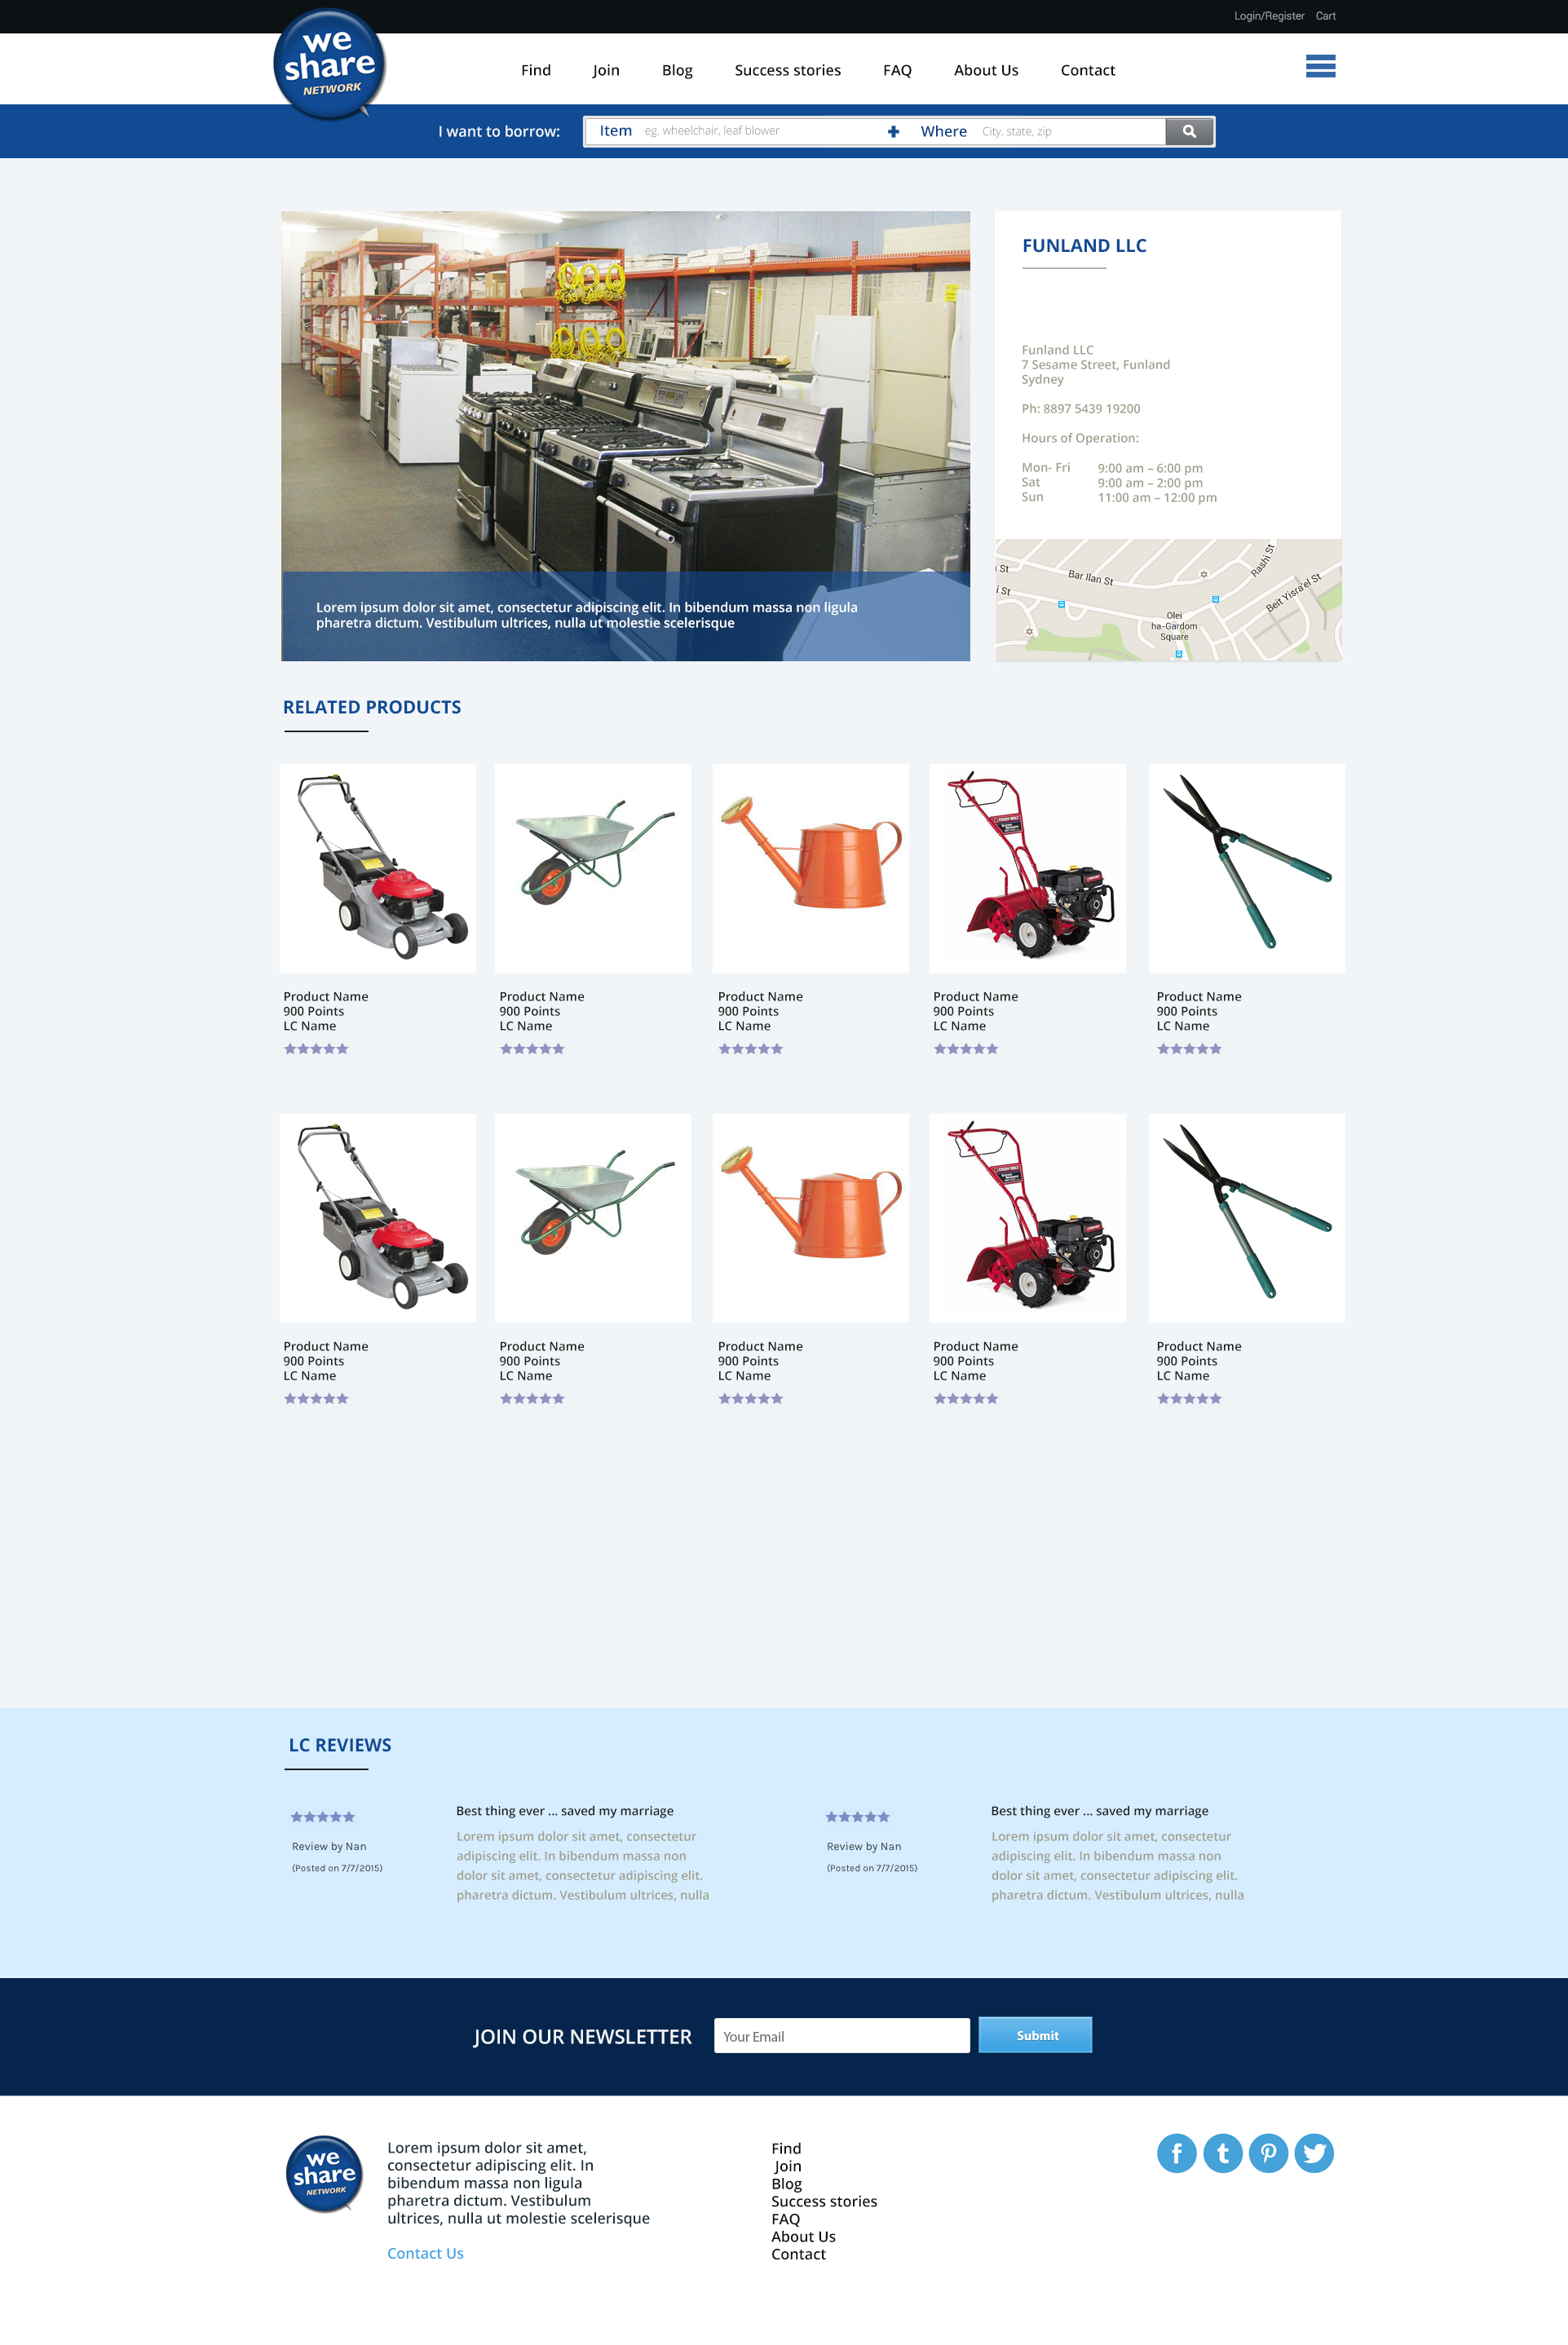 Login/Register Cart
we
share
NETWORK
Find Join Blog Success stories FAQ About Us Contact
I want to borrow: Item eg. wheelchair, leaf blower Where City, state, zip
FUNLAND LLC
Funland LLC
7 Sesame Street, Funland
Sydney
Ph: 8897 5439 19200
Hours of Operation:
Mon- Fri 9:00 am – 6:00 pm
Sat 9:00 am – 2:00 pm
Sun 11:00 am – 12:00 pm
St
Bar Ilan St
Rashi St
i St
Beit Yisra'el St
Olei
ha-Gardom
Square
Lorem ipsum dolor sit amet, consectetur adipiscing elit. In bibendum massa non ligula
pharetra dictum. Vestibulum ultrices, nulla ut molestie scelerisque
RELATED PRODUCTS
Product Name Product Name Product Name Product Name Product Name
900 Points 900 Points 900 Points 900 Points 900 Points
LC Name LC Name LC Name LC Name LC Name
Product Name Product Name Product Name Product Name Product Name
900 Points 900 Points 900 Points 900 Points 900 Points
LC Name LC Name LC Name LC Name LC Name
LC REVIEWS
Review by Nan
(Posted on 7/7/2015)
Best thing ever ... saved my marriage
Lorem ipsum dolor sit amet, consectetur
adipiscing elit. In bibendum massa non
dolor sit amet, consectetur adipiscing elit.
pharetra dictum. Vestibulum ultrices, nulla
Review by Nan
(Posted on 7/7/2015)
Best thing ever ... saved my marriage
Lorem ipsum dolor sit amet, consectetur
adipiscing elit. In bibendum massa non
dolor sit amet, consectetur adipiscing elit.
pharetra dictum. Vestibulum ultrices, nulla
JOIN OUR NEWSLETTER Your Email Submit
we
share
NETWORK
Lorem ipsum dolor sit amet,
consectetur adipiscing elit. In
bibendum massa non ligula
pharetra dictum. Vestibulum
ultrices, nulla ut molestie scelerisque
Contact Us
Find
Join
Blog
Success stories
FAQ
About Us
Contact